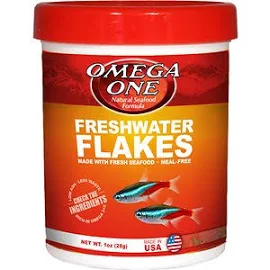 OMEGA
ONE
Natural Seafood
Formula
FRESHWATER
FLAKES
MADE WITH FRESH SEAFOOD - MEAL-FREE
CHECK THE
INGREDIENTS
NET WT. 1oz (28g)
MADE IN
USA